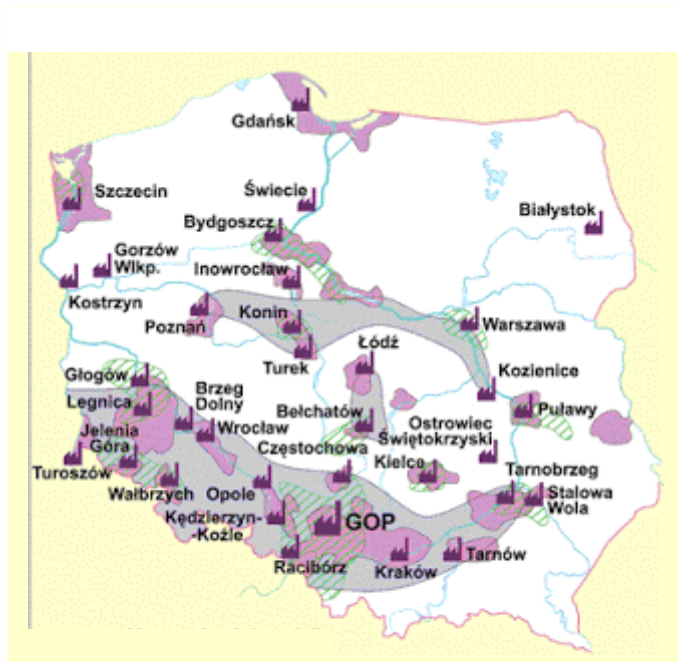 Gdańsk
Szczecin
Świecie
Białystok
Bydgoszcz
Gorzów
Wlkp.
Inowrocław
Kostrzyn
Konin
Poznań
Warszawa
Turek
Łódź
Kozienice
Głogów
Brzeg
Dolny
Legnica
Bełchatów
Ostrowiec
Świętokrzyski
Puławy
Jelenia
Góra
Wrocław
Częstochowa
Kielce
Tarnobrzeg
Turoszów
Wałbrzych
Opole
Stalowa
Wola
Kędzierzyn-
-Koźle
GOP
Racibórz
Kraków
Tarnów